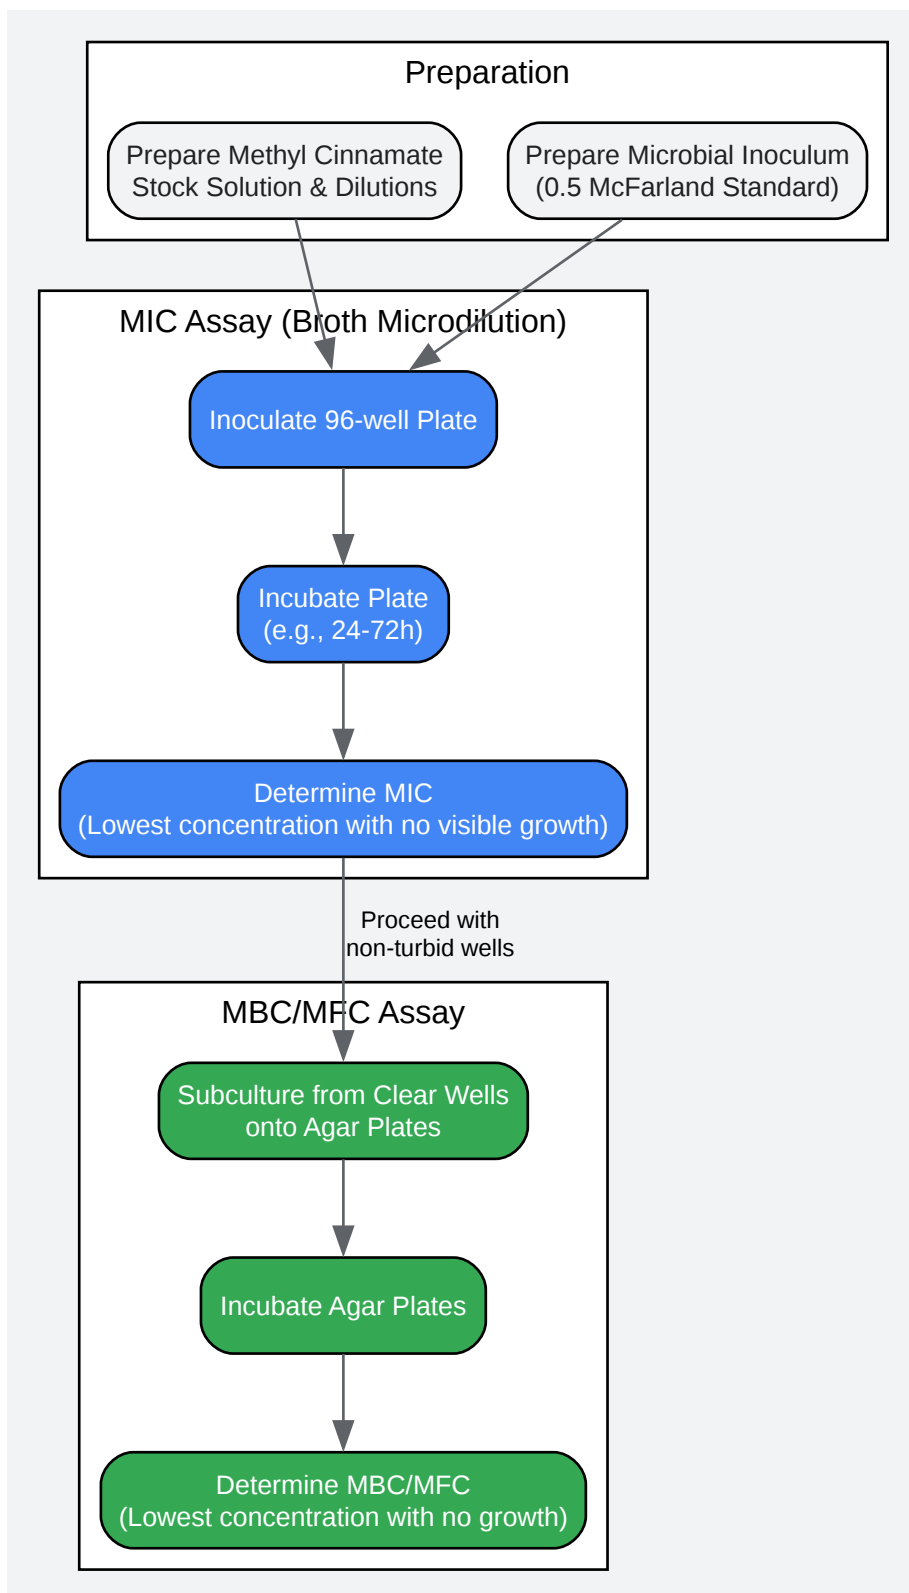 Preparation
Prepare Methyl Cinnamate
Stock Solution & Dilutions
Prepare Microbial Inoculum
(0.5 McFarland Standard)
MIC Assay (Broth Microdilution)
Inoculate 96-well Plate
Incubate Plate
(e.g., 24-72h)
Determine MIC
(Lowest concentration with no visible growth)
Proceed with
non-turbid wells
MBC/MFC Assay
Subculture from Clear Wells
onto Agar Plates
Incubate Agar Plates
Determine MBC/MFC
(Lowest concentration with no growth)